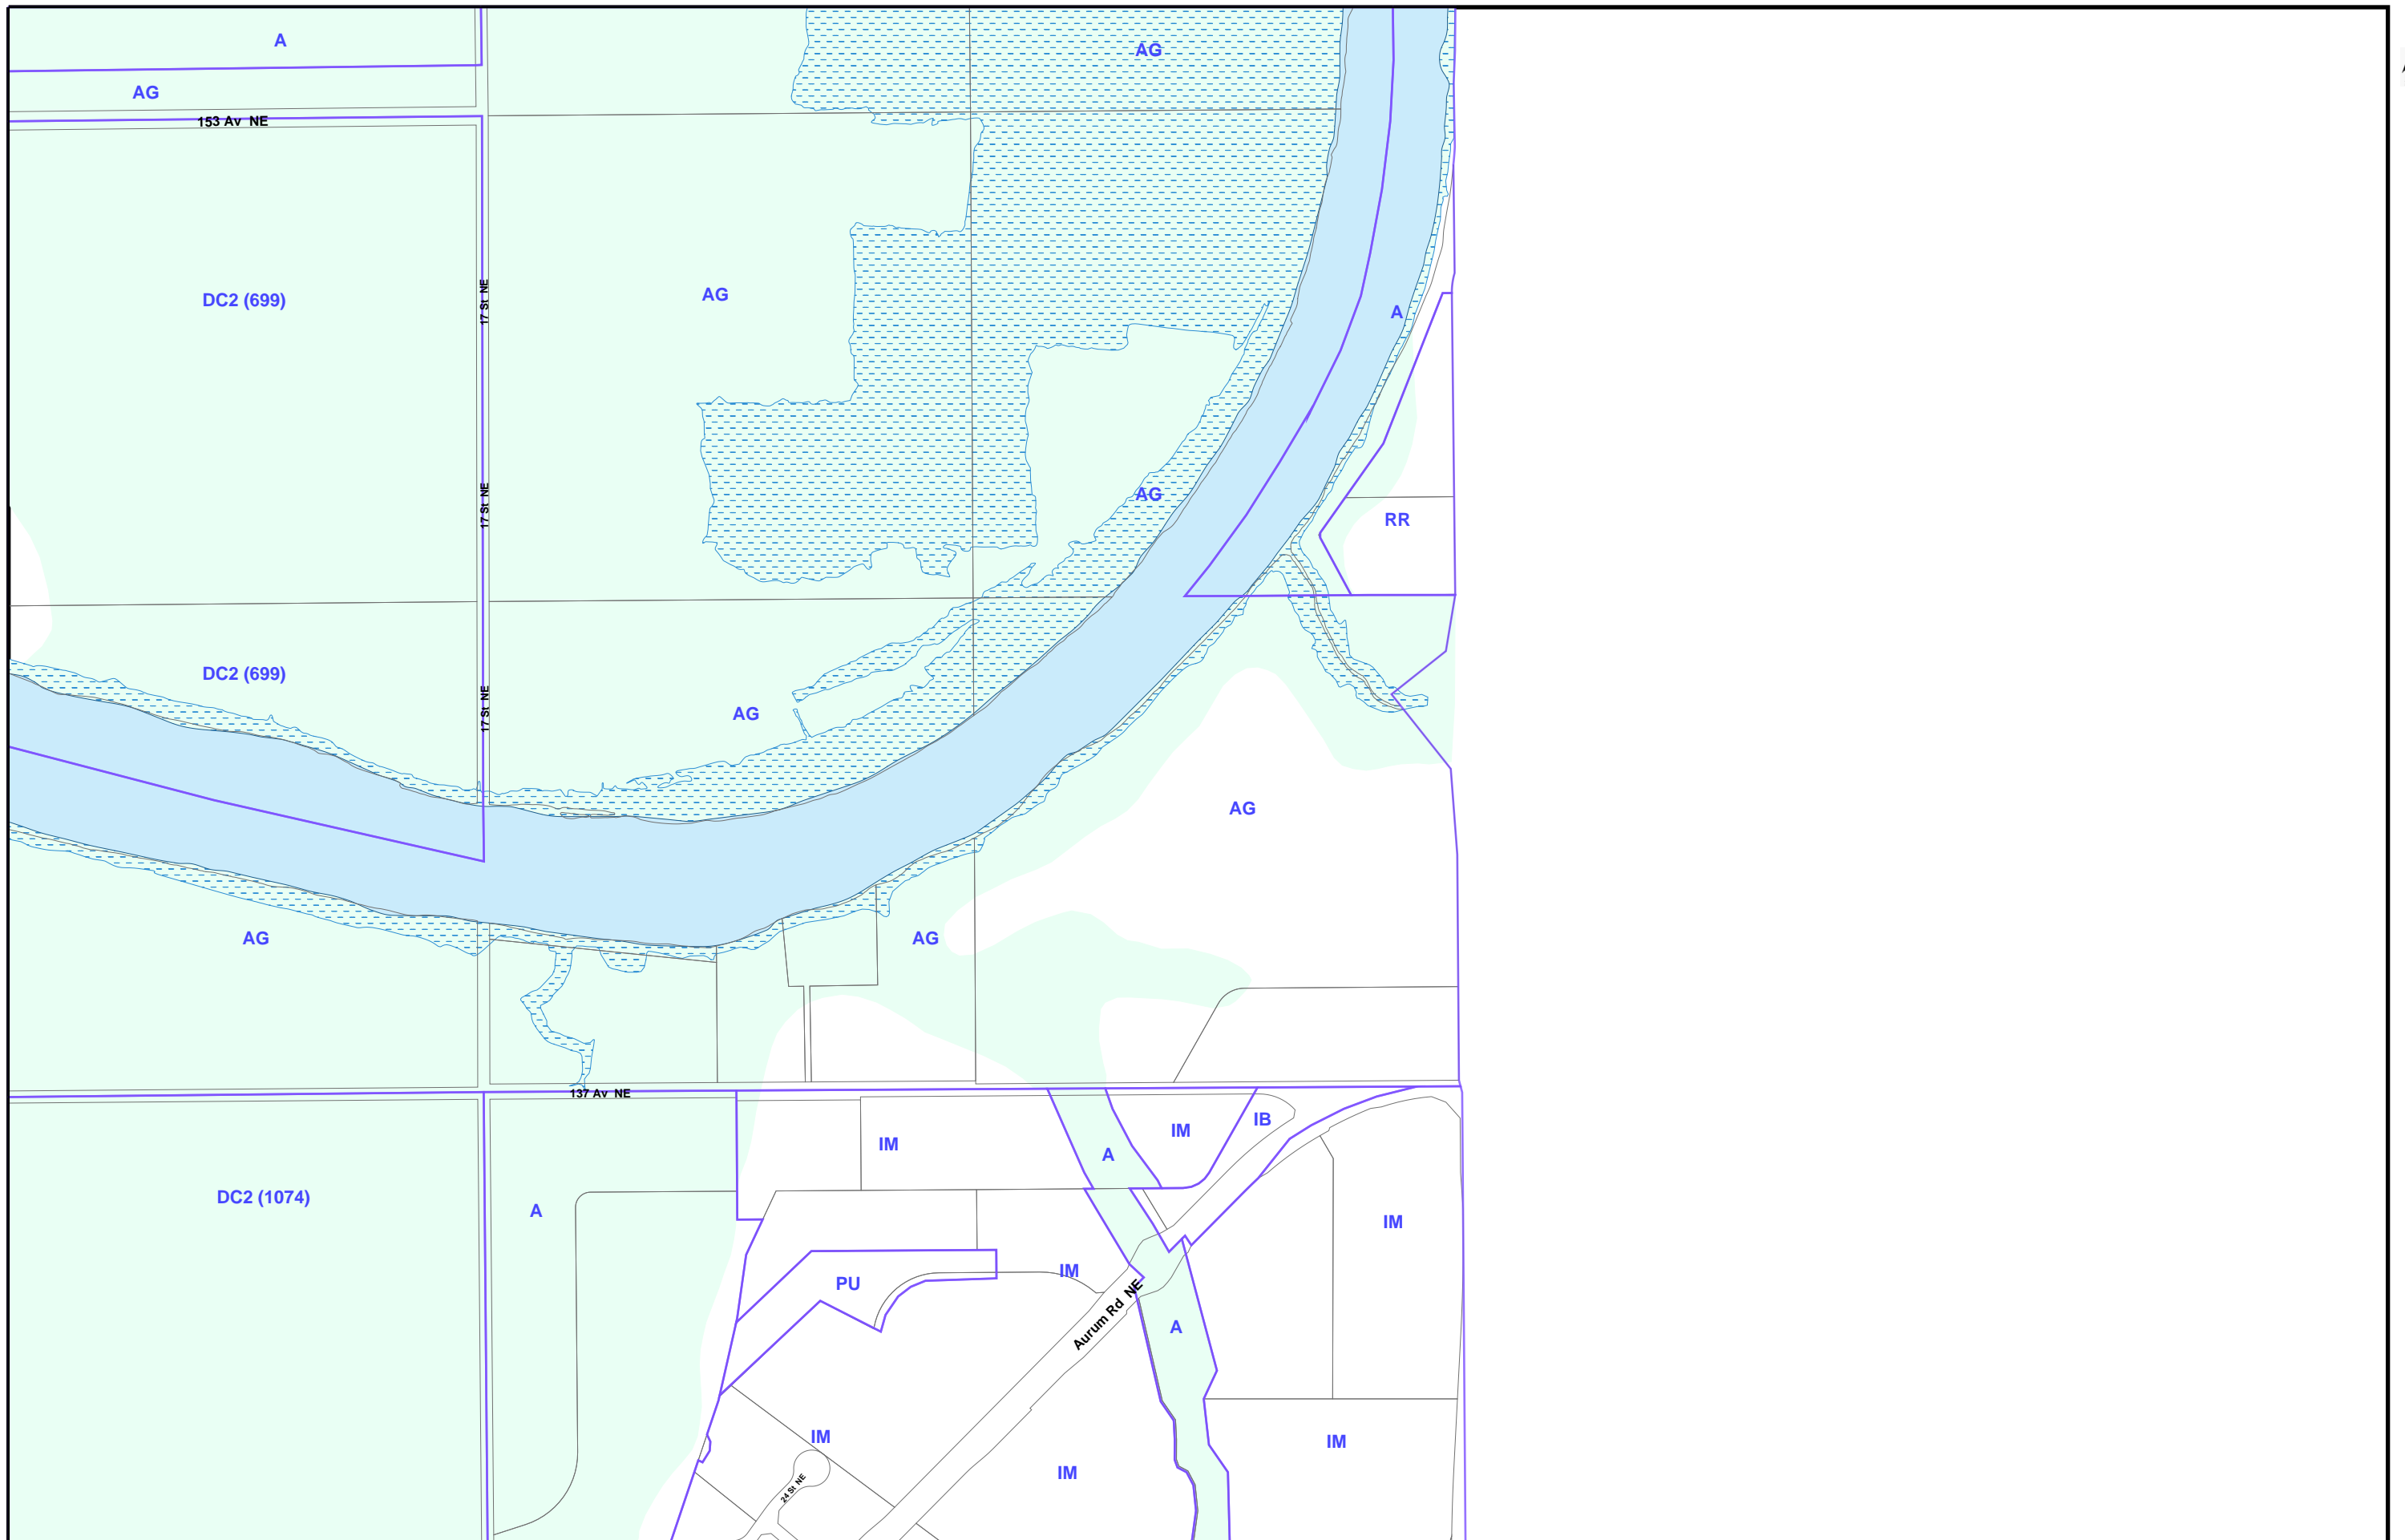 A
AG
AG
153 Av NE
DC2 (699)
17 St NE
AG
A
17 St NE
AG
RR
DC2 (699)
17 St NE
AG
AG
AG
AG
137 Av NE
IM
A
IM
IB
DC2 (1074)
A
IM
PU
IM
Aurum Rd NE
A
IM
IM
IM
24 St NE